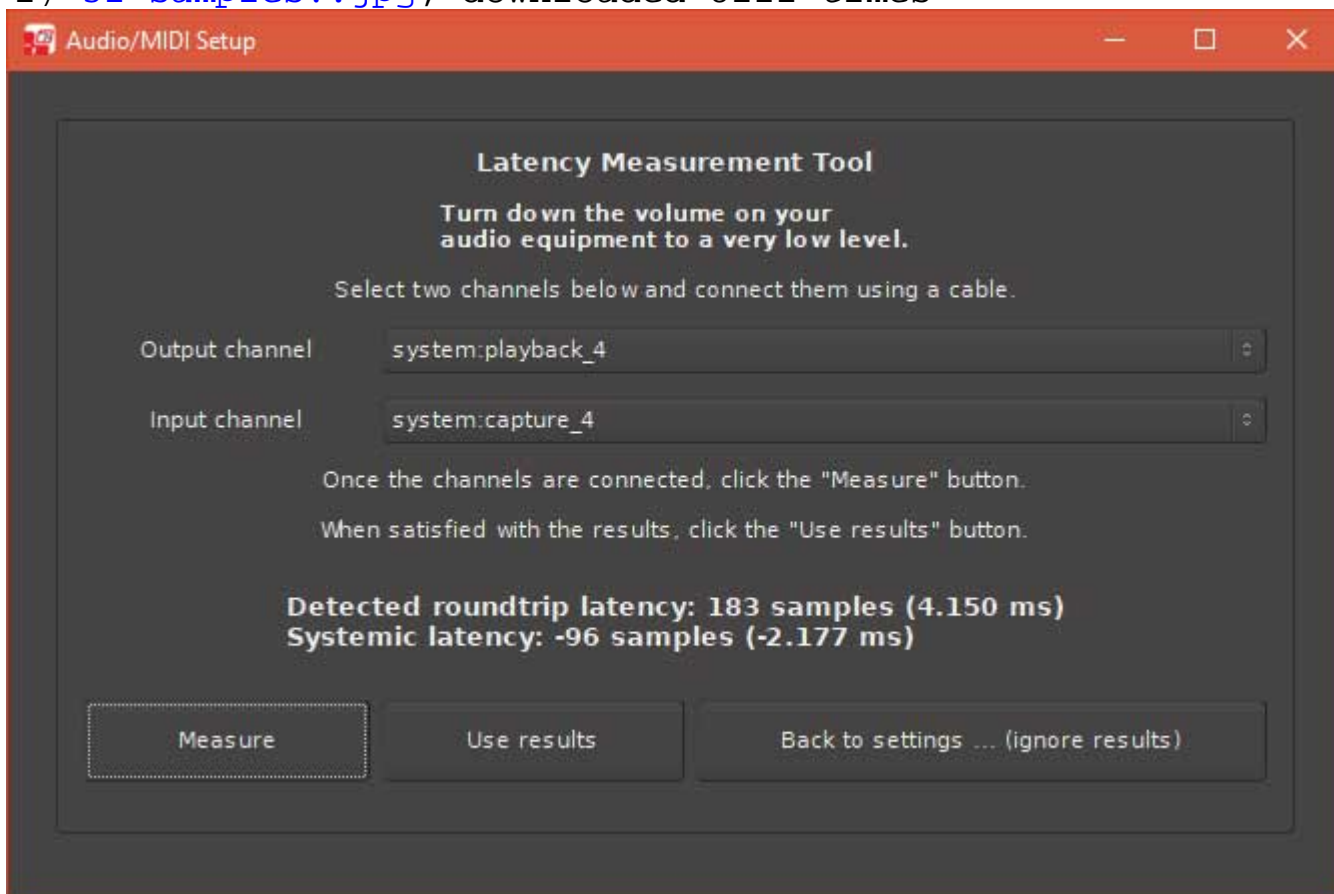 Audio/MIDI Setup
Latency Measurement Tool
Turn down the volume on your
audio equipment to a very low level.
Select two channels below and connect them using a cable.
Output channel system:playback_4
Input channel system:capture_4
Once the channels are connected, click the "Measure" button.
When satisfied with the results, click the "Use results" button.
Detected roundtrip latency: 183 samples (4.150 ms)
Systemic latency: -96 samples (-2.177 ms)
Measure Use results Back to settings ... (ignore results)